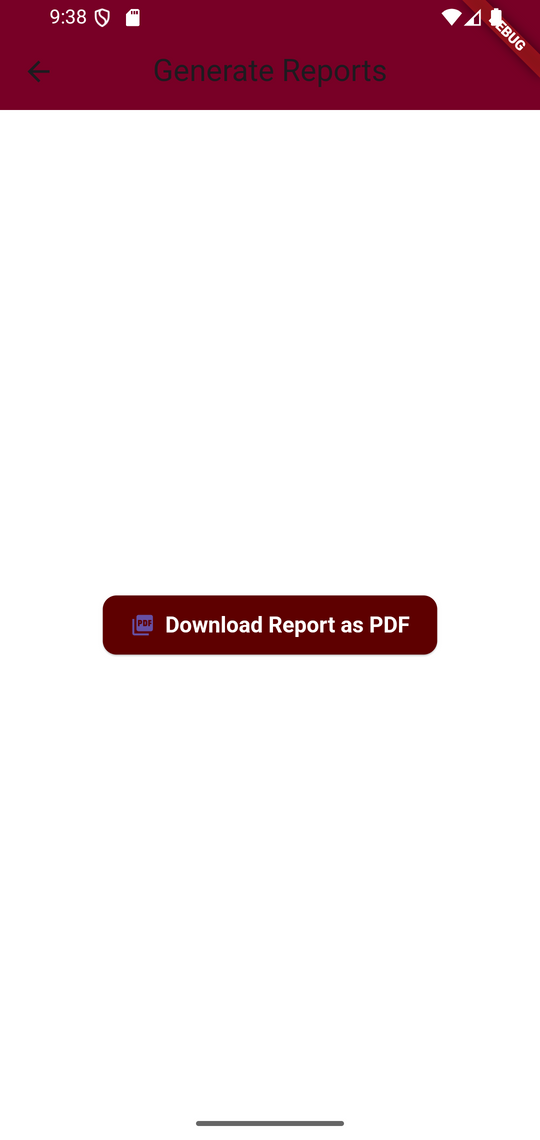 9:38
DEBUG
Generate Reports
PDF
Download Report as PDF